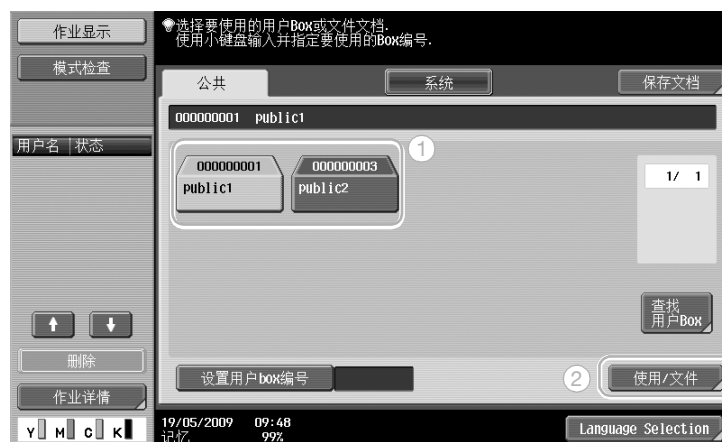 作业显示
模式检查
用户名 状态
删除
作业详情
Y M C K
选择要使用的用户Box或文件文档.
使用小键盘输入并指定要使用的Box编号.
公共
系统
保存文档
000000001 public1
1
000000001
public1
000000003
public2
1/ 1
查找
用户Box
设置用户box编号
2
使用/文件
19/05/2009 09:48
记忆 99%
Language Selection